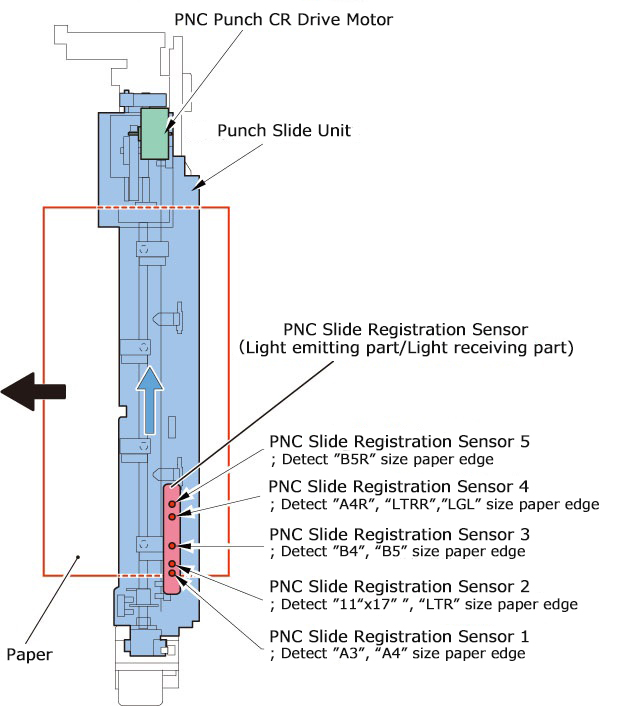 PNC Punch CR Drive Motor
Punch Slide Unit
PNC Slide Registration Sensor
(Light emitting part/Light receiving part)
PNC Slide Registration Sensor 5
; Detect ”B5R” size paper edge
PNC Slide Registration Sensor 4
; Detect ”A4R”, “LTRR”,”LGL” size paper edge
PNC Slide Registration Sensor 3
; Detect ”B4”, “B5” size paper edge
PNC Slide Registration Sensor 2
; Detect ”11“x17” ”, “LTR” size paper edge
PNC Slide Registration Sensor 1
; Detect ”A3”, “A4” size paper edge
Paper